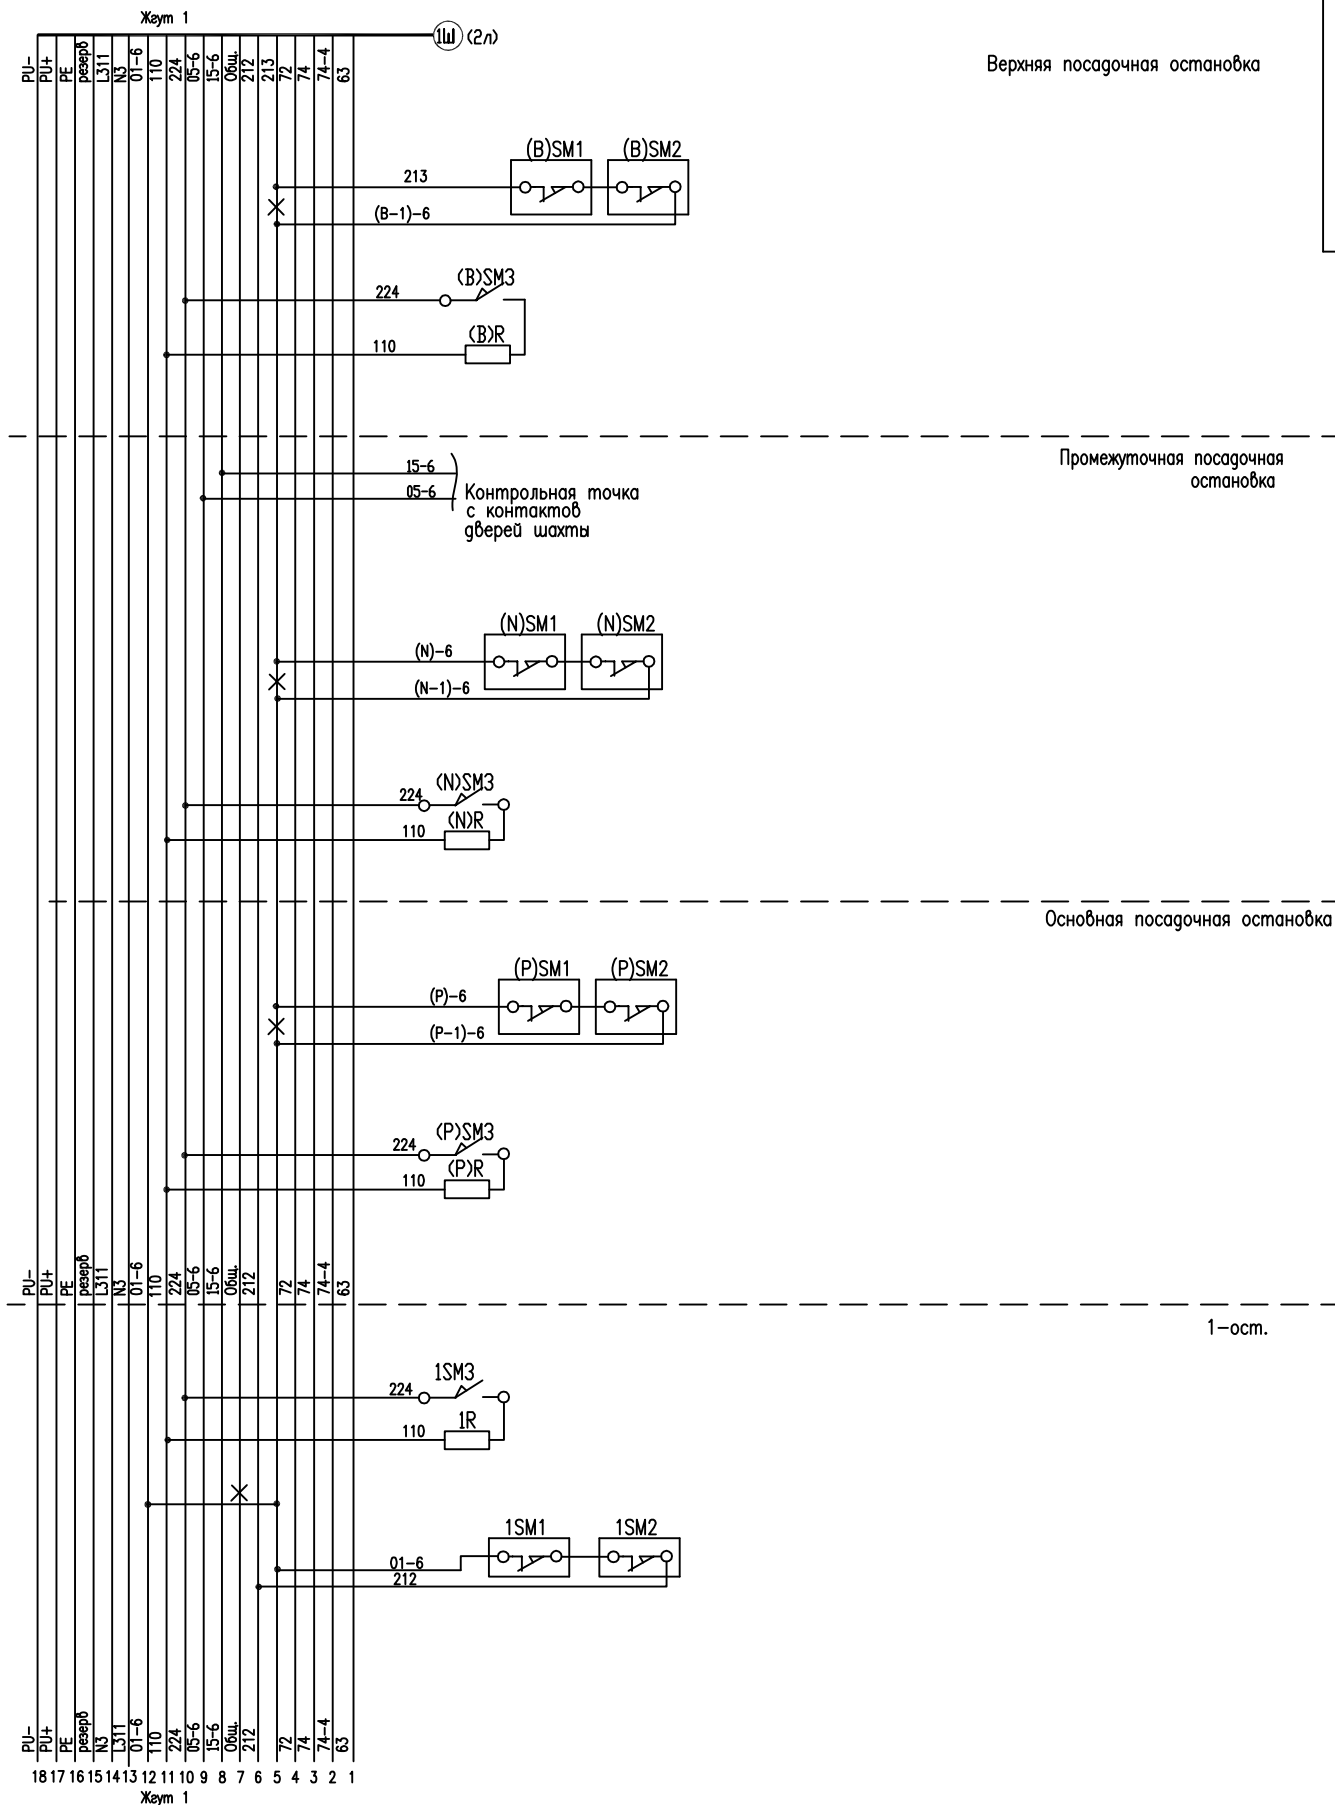 Жгут 1
1Ш (2л)
PU-
PU+
PE
резерв
L311
N3
01-6
110
224
05-6
15-6
Общ.
212
213
72
74
74-4
63
Верхняя посадочная остановка
(B)SM1 (B)SM2
213
(B-1)-6
(B)SM3
224
(B)R
110
Промежуточная посадочная
остановка
15-6
05-6
Контрольная точка
с контактов
дверей шахты
(N)SM1 (N)SM2
(N)-6
(N-1)-6
(N)SM3
224
(N)R
110
Основная посадочная остановка
(P)SM1 (P)SM2
(P)-6
(P-1)-6
(P)SM3
224
(P)R
110
PU-
PU+
PE
резерв
L311
N3
01-6
110
224
05-6
15-6
Общ.
212
72
74
74-4
63
1-ост.
1SM3
224
1R
110
1SM1 1SM2
01-6
212
PU-
PU+
PE
резерв
N3
L311
01-6
110
224
05-6
15-6
Общ.
212
72
74
74-4
63
18 17 16 15 14 13 12 11 10 9 8 7 6 5 4 3 2 1
Жгут 1